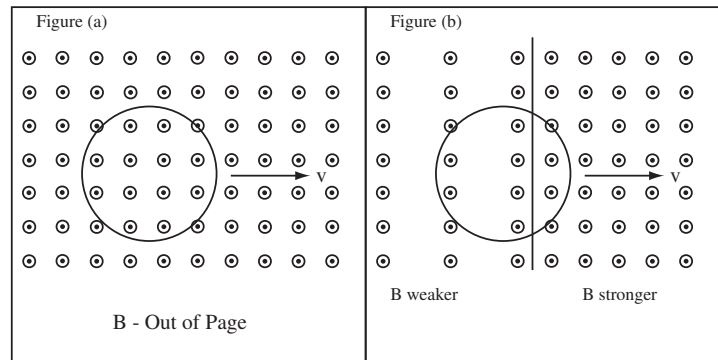 Figure (a)
v
B - Out of Page
Figure (b)
v
B weaker
B stronger